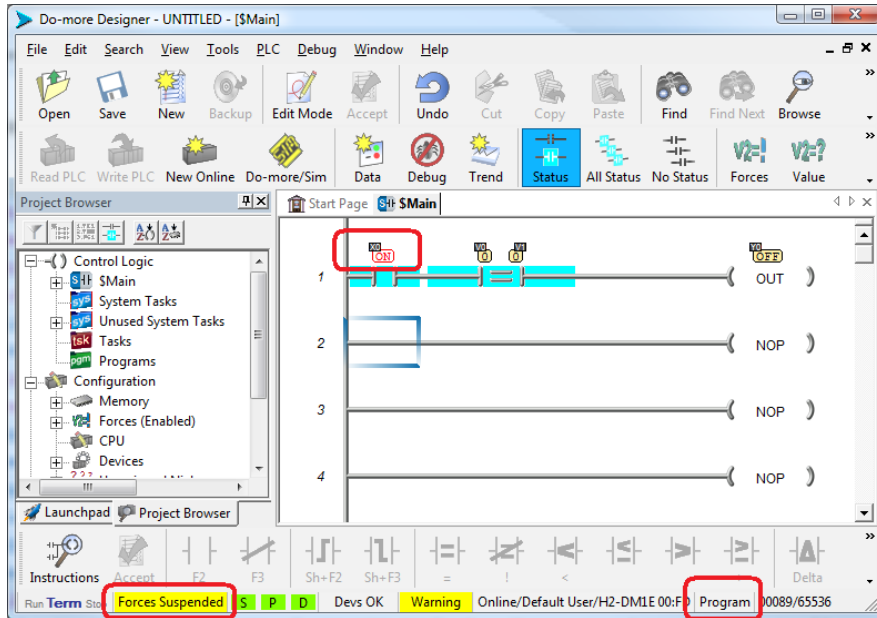 Do-more Designer - UNTITLED - [$Main]
File Edit Search View Tools PLC Debug Window Help
Open Save New Backup Edit Mode Accept Undo Cut Copy Paste Find Find Next Browse
Read PLC Write PLC New Online Do-more/Sim Data Debug Trend Status All Status No Status Forces Value
Project Browser
Start Page $Main
Control Logic
$Main
System Tasks
Unused System Tasks
Tasks
Programs
Configuration
Memory
Forces (Enabled)
CPU
Devices
X0 V0 V1 Y0
ON 0 0 OFF
1 OUT
2 NOP
3 NOP
4 NOP
Launchpad Project Browser
Instructions Accept F2 F3 Sh+F2 Sh+F3 = ! < Delta
Run Term Stop Forces Suspended S P D Devs OK Warning Online/Default User/H2-DM1E 00:F0 Program 00089/65536